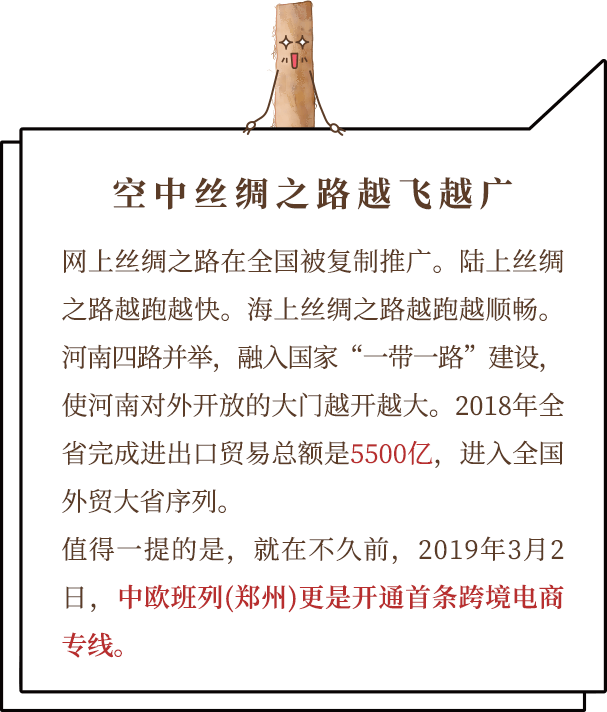 空中丝绸之路越飞越广
网上丝绸之路在全国被复制推广。陆上丝绸
之路越跑越快。海上丝绸之路越跑越顺畅。
河南四路并举，融入国家“一带一路”建设，
使河南对外开放的大门越开越大。2018年全
省完成进出口贸易总额是5500亿，进入全国
外贸大省序列。
值得一提的是，就在不久前，2019年3月2
日，中欧班列(郑州)更是开通首条跨境电商
专线。